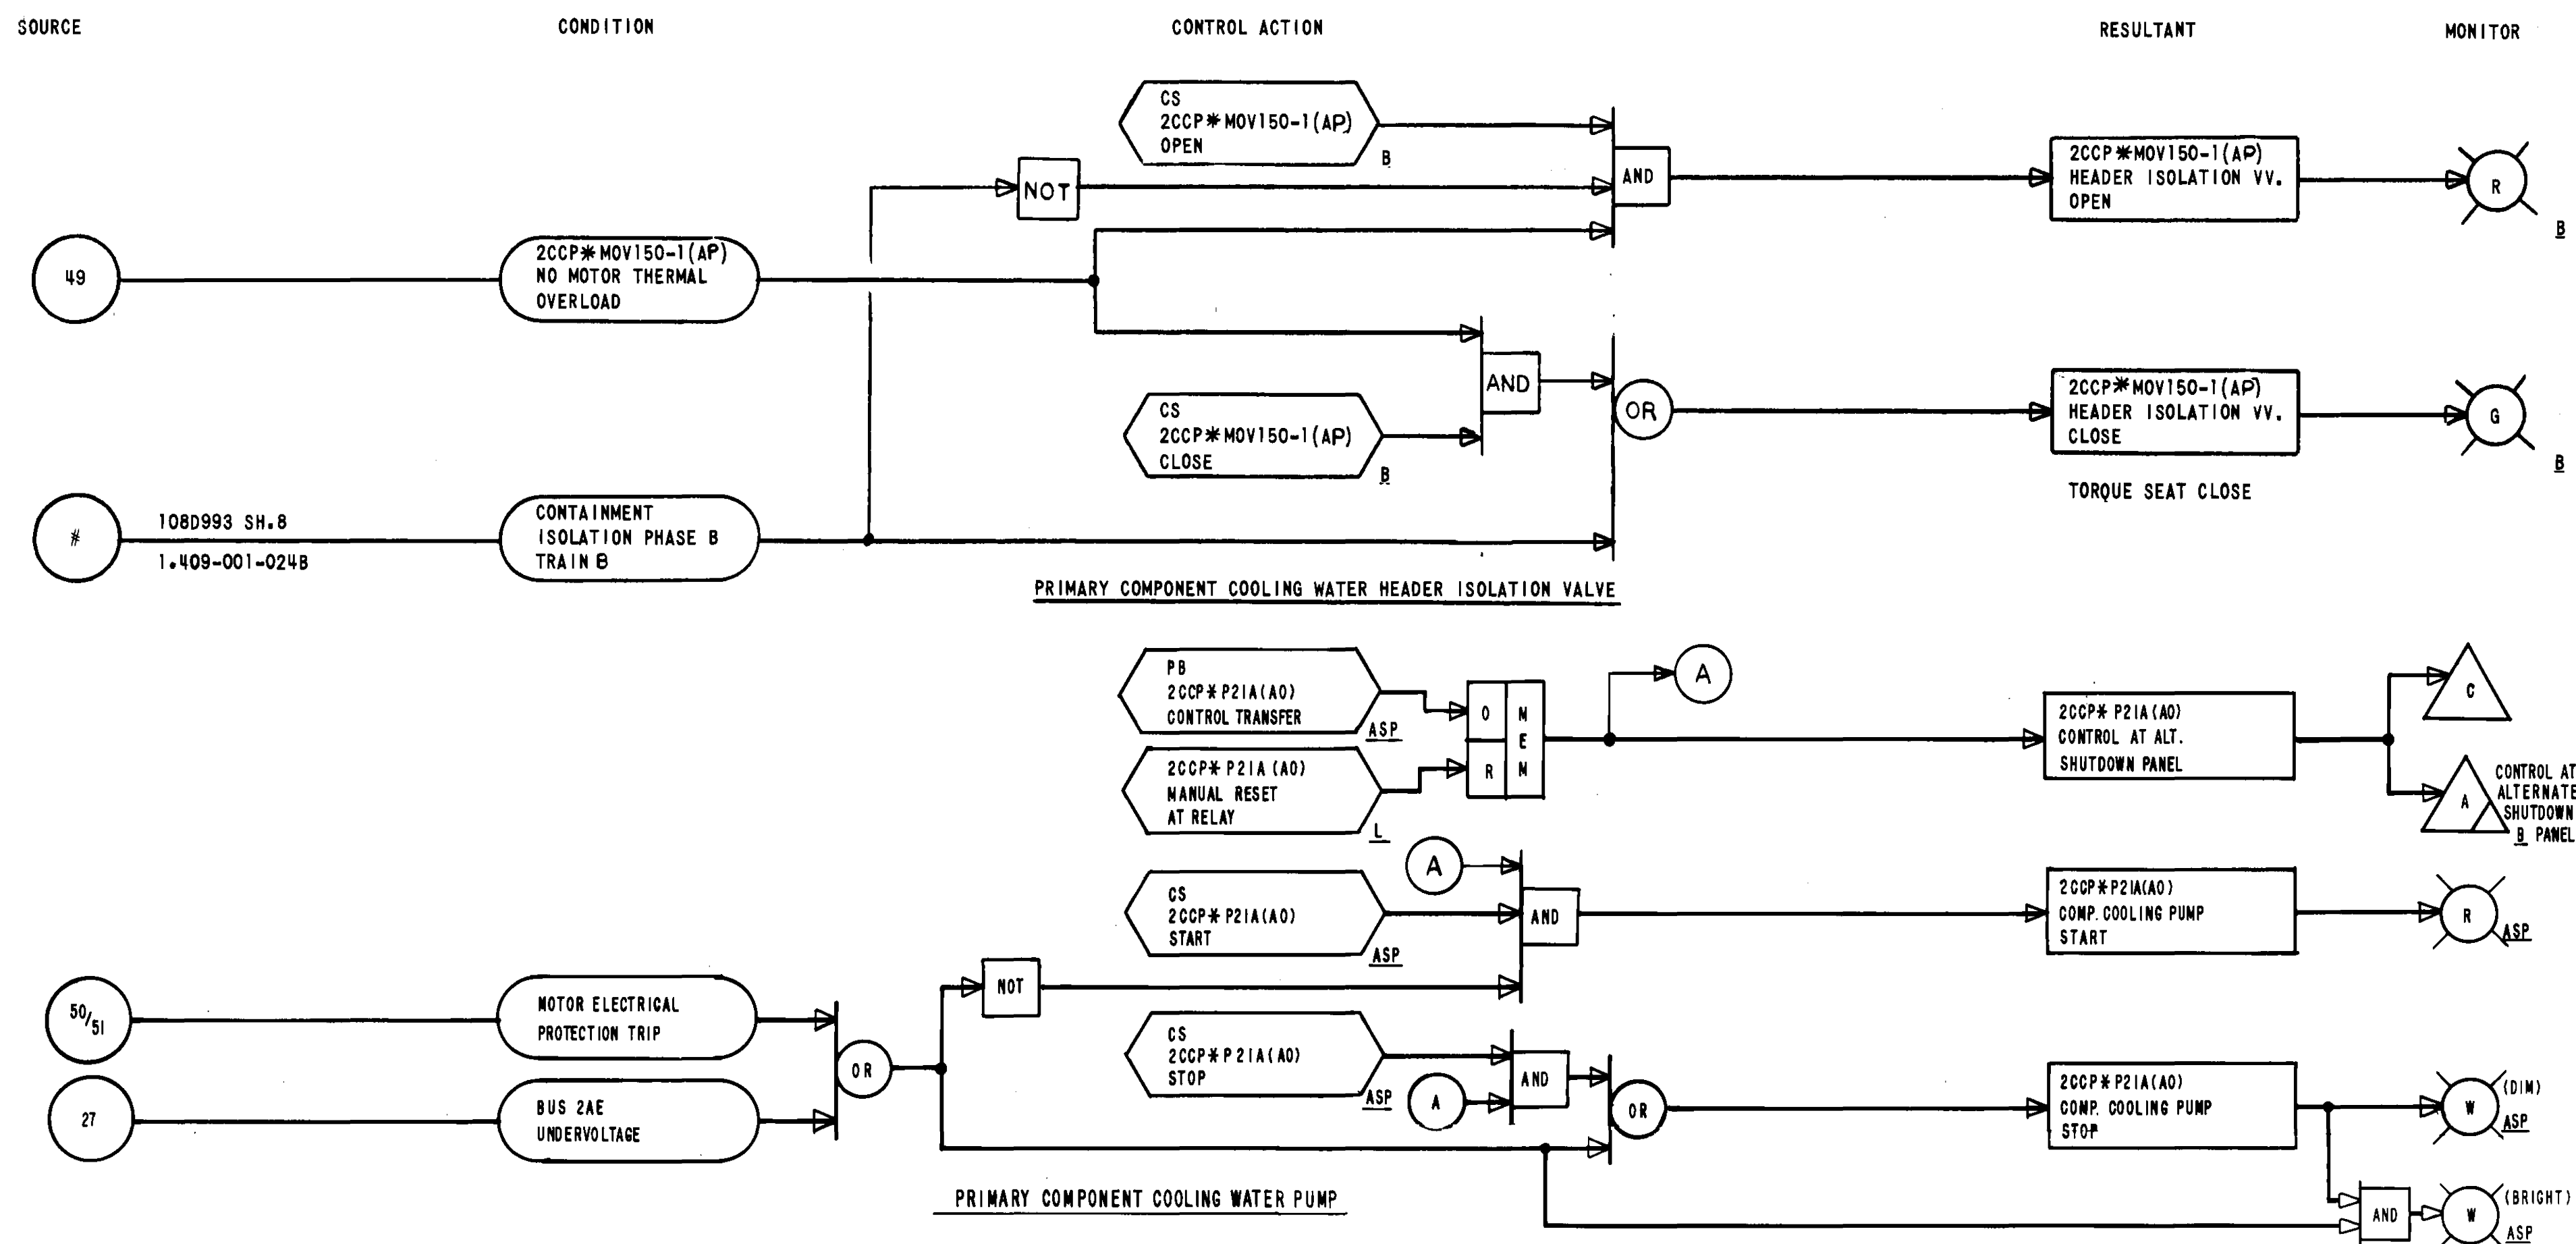 SOURCE
CONDITION
CONTROL ACTION
RESULTANT
MONITOR
CS
2CCP*MOV150-1(AP)
OPEN
B
NOT
AND
2CCP*MOV150-1(AP)
HEADER ISOLATION VV.
OPEN
R
B
49
2CCP*MOV150-1(AP)
NO MOTOR THERMAL
OVERLOAD
AND
CS
2CCP*MOV150-1(AP)
CLOSE
B
OR
2CCP*MOV150-1(AP)
HEADER ISOLATION VV.
CLOSE
G
B
TORQUE SEAT CLOSE
#
108D993 SH.8
1.409-001-024B
CONTAINMENT
ISOLATION PHASE B
TRAIN B
PRIMARY COMPONENT COOLING WATER HEADER ISOLATION VALVE
PB
2CCP*P21A(AO)
CONTROL TRANSFER
ASP
2CCP*P21A(AO)
MANUAL RESET
AT RELAY
L
O
R
M
E
M
A
2CCP*P21A(AO)
CONTROL AT ALT.
SHUTDOWN PANEL
C
A
CONTROL AT
ALTERNATE
SHUTDOWN
B PANEL
A
CS
2CCP*P21A(AO)
START
ASP
AND
2CCP*P21A(AO)
COMP. COOLING PUMP
START
R
ASP
50/51
MOTOR ELECTRICAL
PROTECTION TRIP
NOT
27
BUS 2AE
UNDERVOLTAGE
OR
CS
2CCP*P21A(AO)
STOP
ASP
A
AND
OR
2CCP*P21A(AO)
COMP. COOLING PUMP
STOP
W
(DIM)
ASP
AND
W
(BRIGHT)
ASP
PRIMARY COMPONENT COOLING WATER PUMP